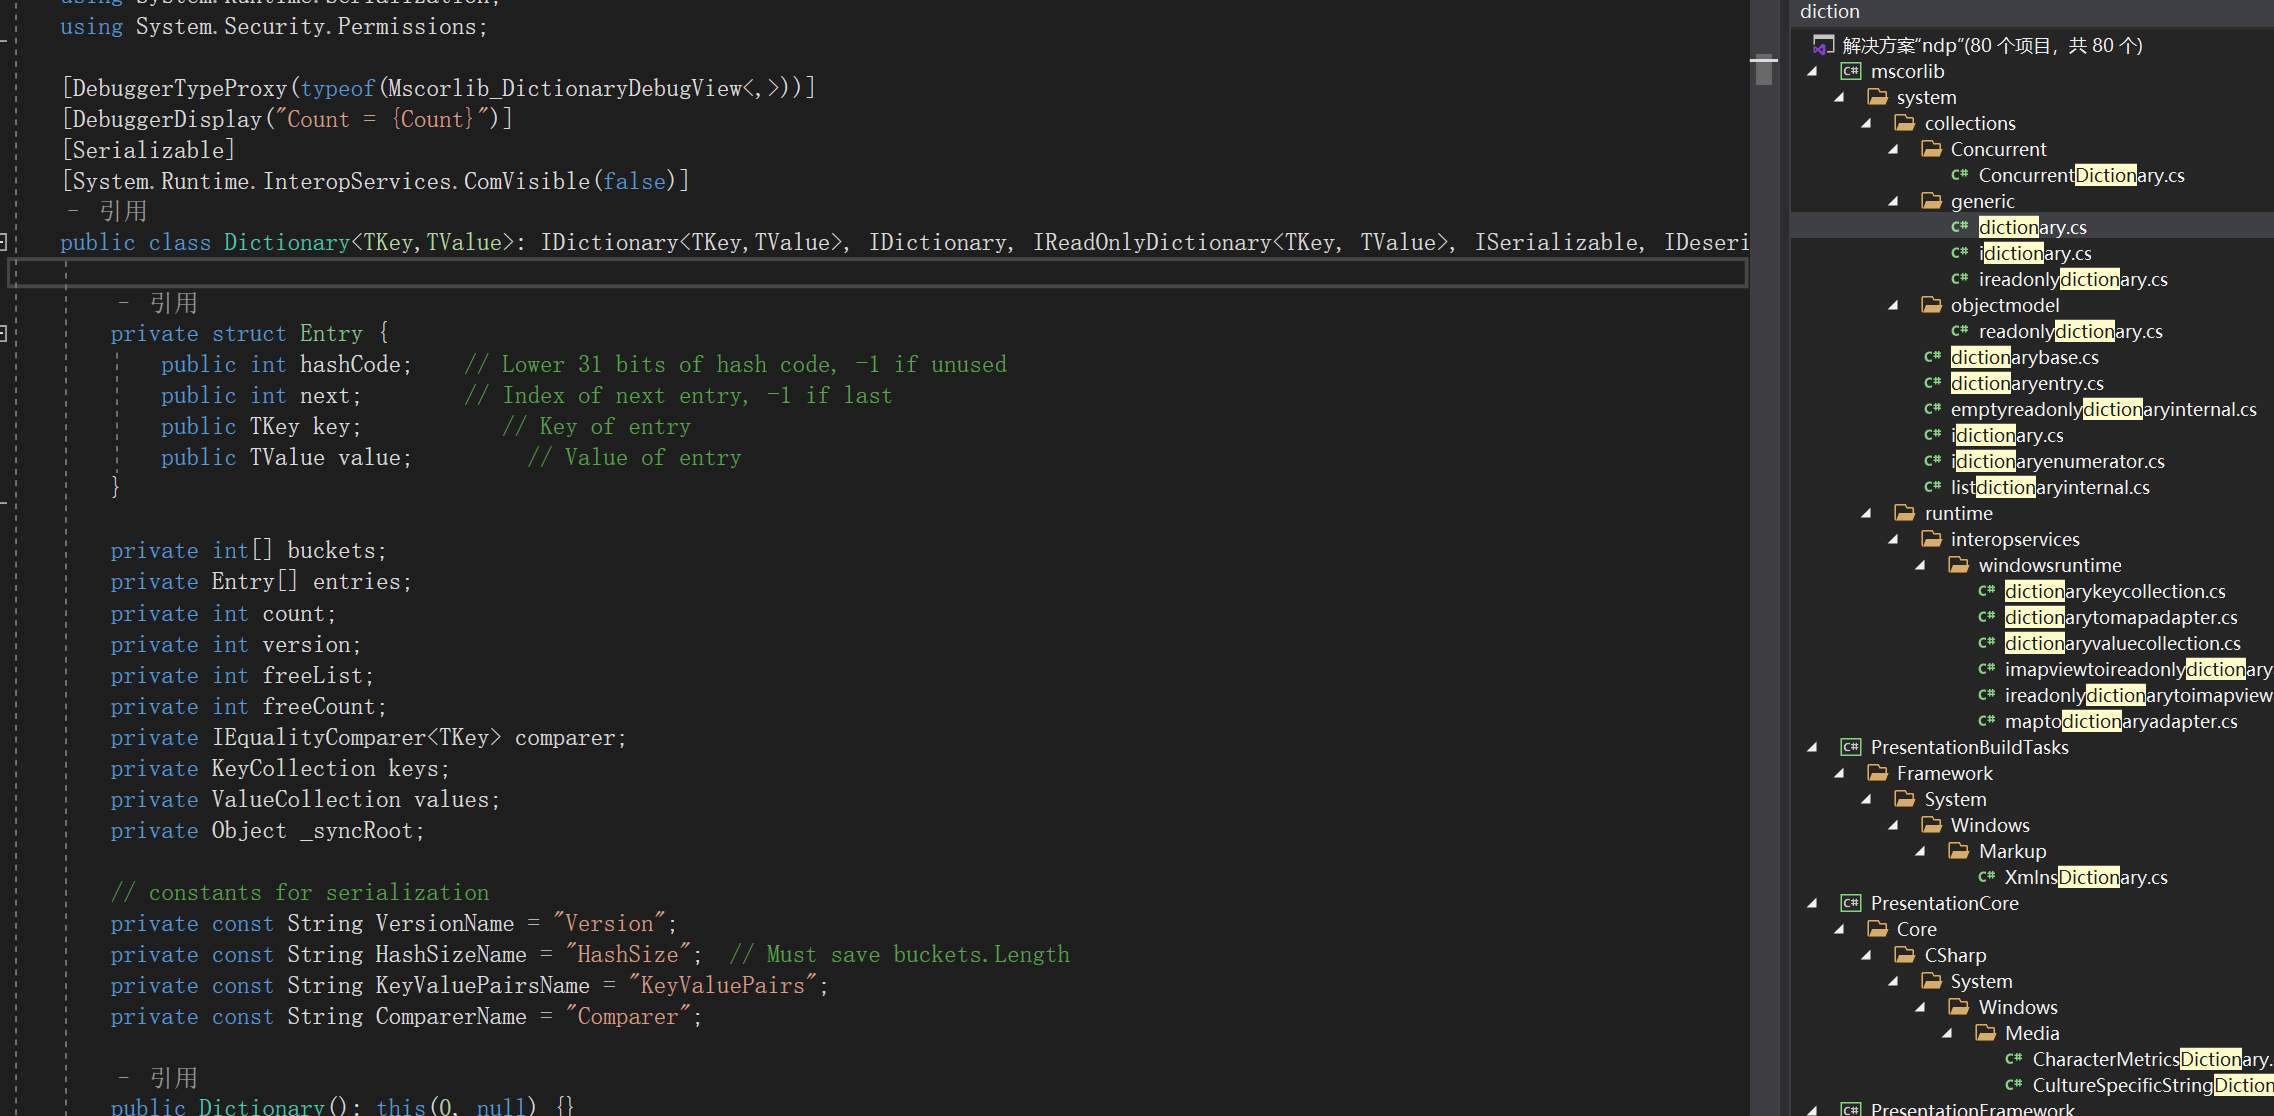 using System.Runtime.Serialization;
using System.Security.Permissions;
[DebuggerTypeProxy(typeof(Mscorlib_DictionaryDebugView<,>))]
[DebuggerDisplay("Count = {Count}")]
[Serializable]
[System.Runtime.InteropServices.ComVisible(false)]
- 引用
public class Dictionary<TKey,TValue>: IDictionary<TKey,TValue>, IDictionary, IReadOnlyDictionary<TKey, TValue>, ISerializable, IDeseri
- 引用
private struct Entry {
public int hashCode;    // Lower 31 bits of hash code, -1 if unused
public int next;        // Index of next entry, -1 if last
public TKey key;           // Key of entry
public TValue value;         // Value of entry
}
private int[] buckets;
private Entry[] entries;
private int count;
private int version;
private int freeList;
private int freeCount;
private IEqualityComparer<TKey> comparer;
private KeyCollection keys;
private ValueCollection values;
private Object _syncRoot;
// constants for serialization
private const String VersionName = "Version";
private const String HashSizeName = "HashSize";  // Must save buckets.Length
private const String KeyValuePairsName = "KeyValuePairs";
private const String ComparerName = "Comparer";
- 引用
public Dictionary(): this(0, null) {}
diction
解决方案"ndp"(80 个项目，共 80 个)
C# mscorlib
system
collections
Concurrent
C# ConcurrentDictionary.cs
generic
C# dictionary.cs
C# idictionary.cs
C# ireadonlydictionary.cs
objectmodel
C# readonlydictionary.cs
C# dictionarybase.cs
C# dictionaryentry.cs
C# emptyreadonlydictionaryinternal.cs
C# idictionary.cs
C# idictionaryenumerator.cs
C# listdictionaryinternal.cs
runtime
interopservices
windowsruntime
C# dictionarykeycollection.cs
C# dictionarytomapadapter.cs
C# dictionaryvaluecollection.cs
C# imapviewtoireadonlydictionary
C# ireadonlydictionarytoimapview
C# maptodictionaryadapter.cs
C# PresentationBuildTasks
Framework
System
Windows
Markup
C# XmlnsDictionary.cs
C# PresentationCore
Core
CSharp
System
Windows
Media
C# CharacterMetricsDictionary.
C# CultureSpecificStringDiction
C# PresentationFramework